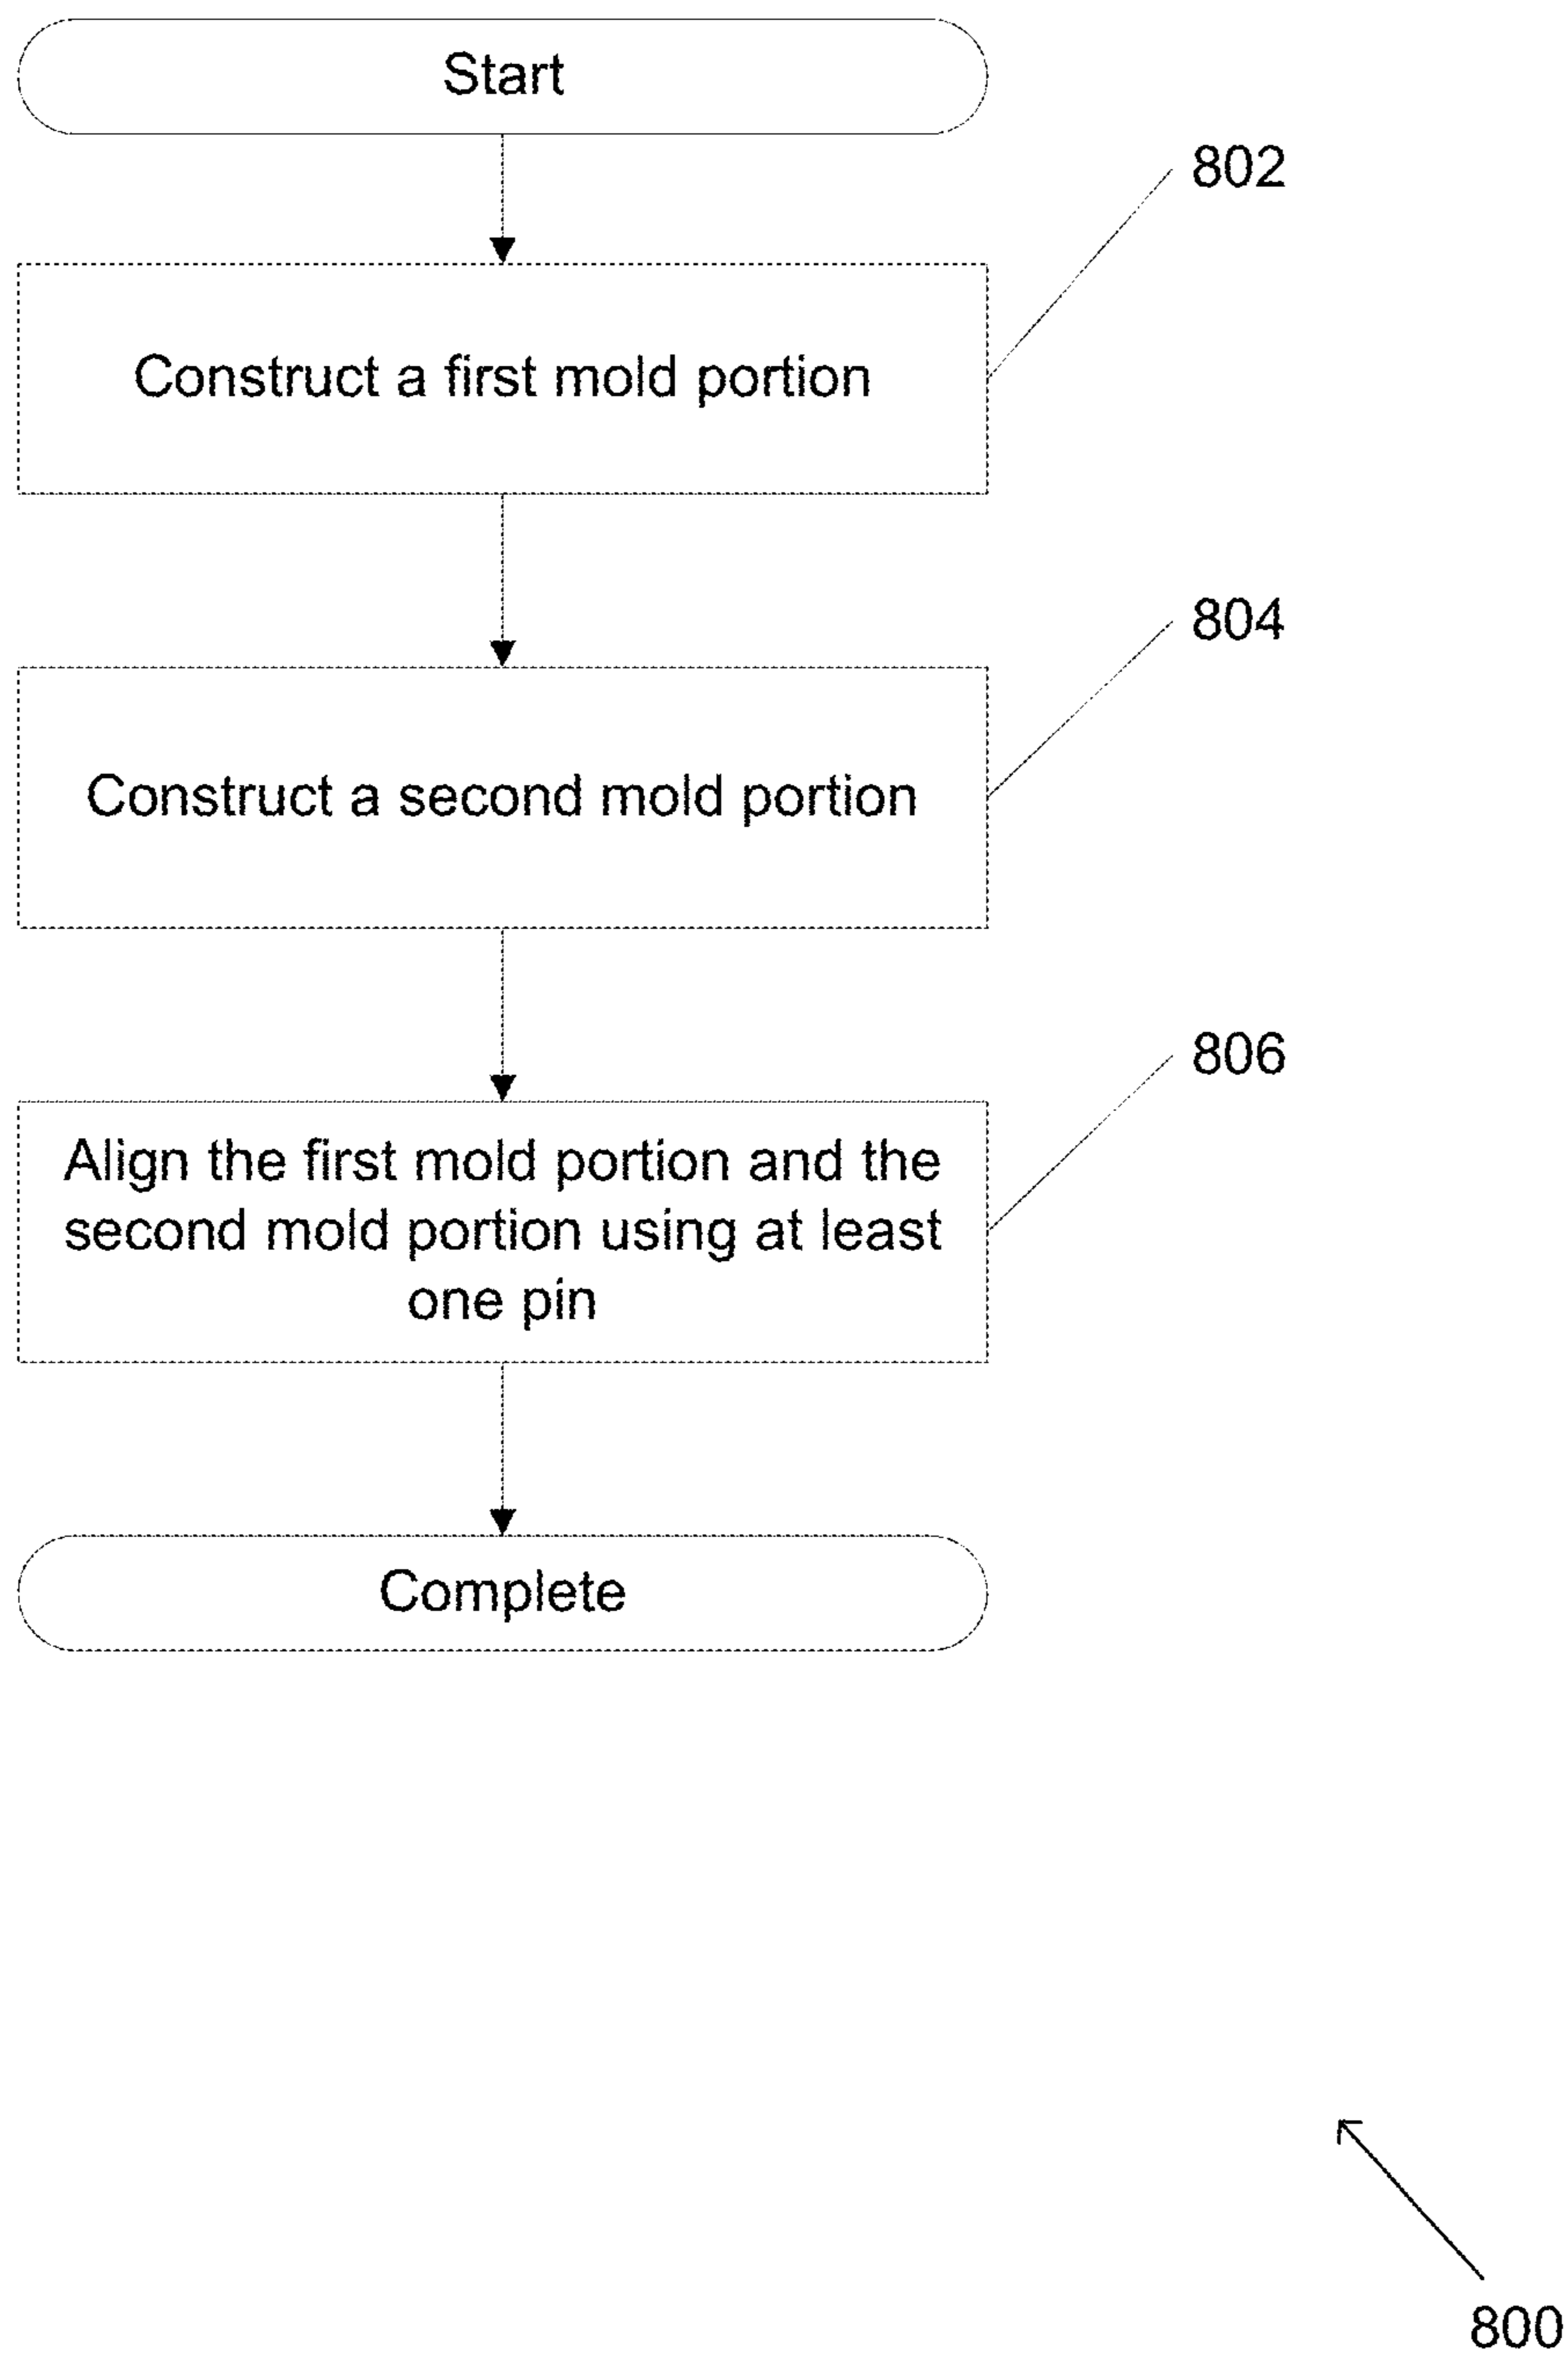 Start
802
Construct a first mold portion
804
Construct a second mold portion
806
Align the first mold portion and the
second mold portion using at least
one pin
Complete
800